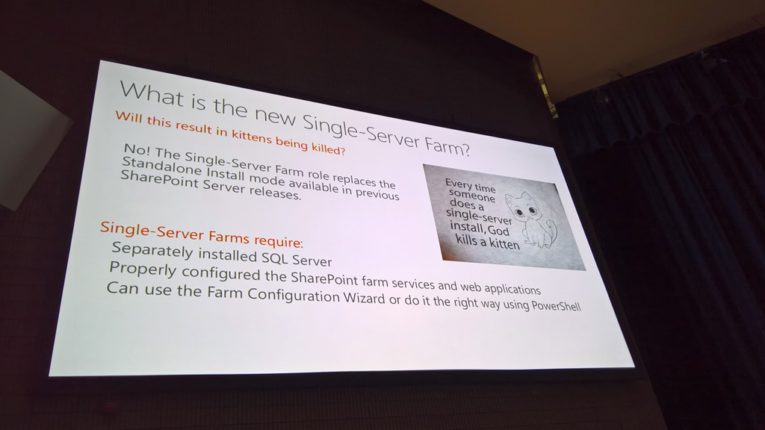 What is the new Single-Server Farm?
Will this result in kittens being killed?
No! The Single-Server Farm role replaces the
Standalone Install mode available in previous
SharePoint Server releases.
Every time
someone
does a
single-server
install, God
kills a kitten
Single-Server Farms require:
Separately installed SQL Server
Properly configured the SharePoint farm services and web applications
Can use the Farm Configuration Wizard or do it the right way using PowerShell